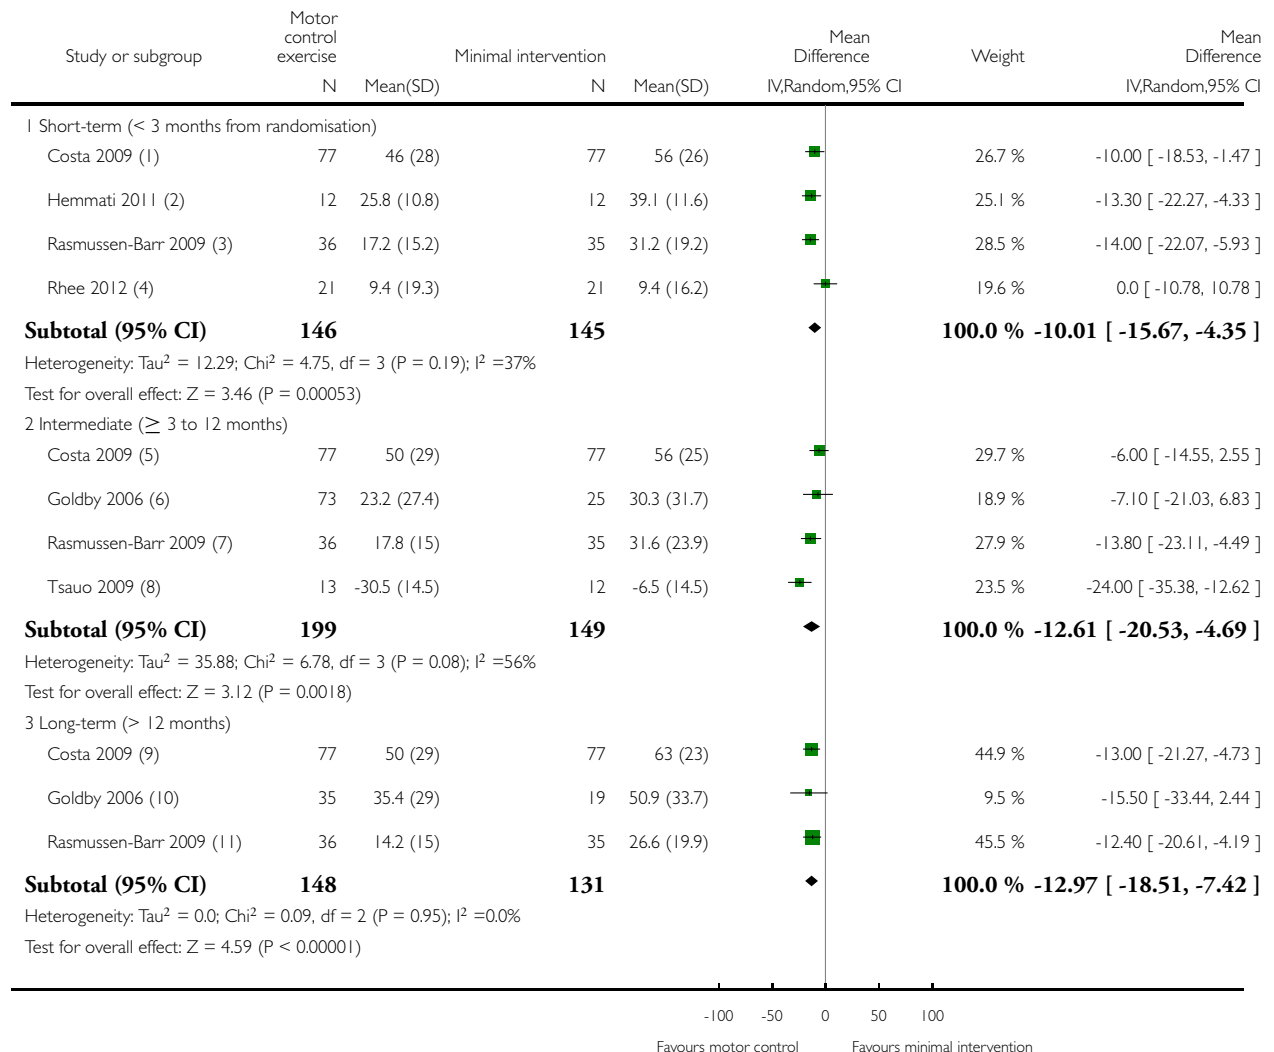 Study or subgroup Motor control exercise Minimal intervention Mean Difference Weight Mean Difference
N Mean(SD) N Mean(SD) IV,Random,95% CI IV,Random,95% CI
1 Short-term (< 3 months from randomisation)
Costa 2009 (1) 77 46 (28) 77 56 (26) 26.7 % -10.00 [ -18.53, -1.47 ]
Hemmati 2011 (2) 12 25.8 (10.8) 12 39.1 (11.6) 25.1 % -13.30 [ -22.27, -4.33 ]
Rasmussen-Barr 2009 (3) 36 17.2 (15.2) 35 31.2 (19.2) 28.5 % -14.00 [ -22.07, -5.93 ]
Rhee 2012 (4) 21 9.4 (19.3) 21 9.4 (16.2) 19.6 % 0.0 [ -10.78, 10.78 ]
Subtotal (95% CI) 146 145 100.0 % -10.01 [ -15.67, -4.35 ]
Heterogeneity: Tau² = 12.29; Chi² = 4.75, df = 3 (P = 0.19); I² =37%
Test for overall effect: Z = 3.46 (P = 0.00053)
2 Intermediate (≥ 3 to 12 months)
Costa 2009 (5) 77 50 (29) 77 56 (25) 29.7 % -6.00 [ -14.55, 2.55 ]
Goldby 2006 (6) 73 23.2 (27.4) 25 30.3 (31.7) 18.9 % -7.10 [ -21.03, 6.83 ]
Rasmussen-Barr 2009 (7) 36 17.8 (15) 35 31.6 (23.9) 27.9 % -13.80 [ -23.11, -4.49 ]
Tsauo 2009 (8) 13 -30.5 (14.5) 12 -6.5 (14.5) 23.5 % -24.00 [ -35.38, -12.62 ]
Subtotal (95% CI) 199 149 100.0 % -12.61 [ -20.53, -4.69 ]
Heterogeneity: Tau² = 35.88; Chi² = 6.78, df = 3 (P = 0.08); I² =56%
Test for overall effect: Z = 3.12 (P = 0.0018)
3 Long-term (> 12 months)
Costa 2009 (9) 77 50 (29) 77 63 (23) 44.9 % -13.00 [ -21.27, -4.73 ]
Goldby 2006 (10) 35 35.4 (29) 19 50.9 (33.7) 9.5 % -15.50 [ -33.44, 2.44 ]
Rasmussen-Barr 2009 (11) 36 14.2 (15) 35 26.6 (19.9) 45.5 % -12.40 [ -20.61, -4.19 ]
Subtotal (95% CI) 148 131 100.0 % -12.97 [ -18.51, -7.42 ]
Heterogeneity: Tau² = 0.0; Chi² = 0.09, df = 2 (P = 0.95); I² =0.0%
Test for overall effect: Z = 4.59 (P < 0.00001)
-100 -50 0 50 100
Favours motor control Favours minimal intervention